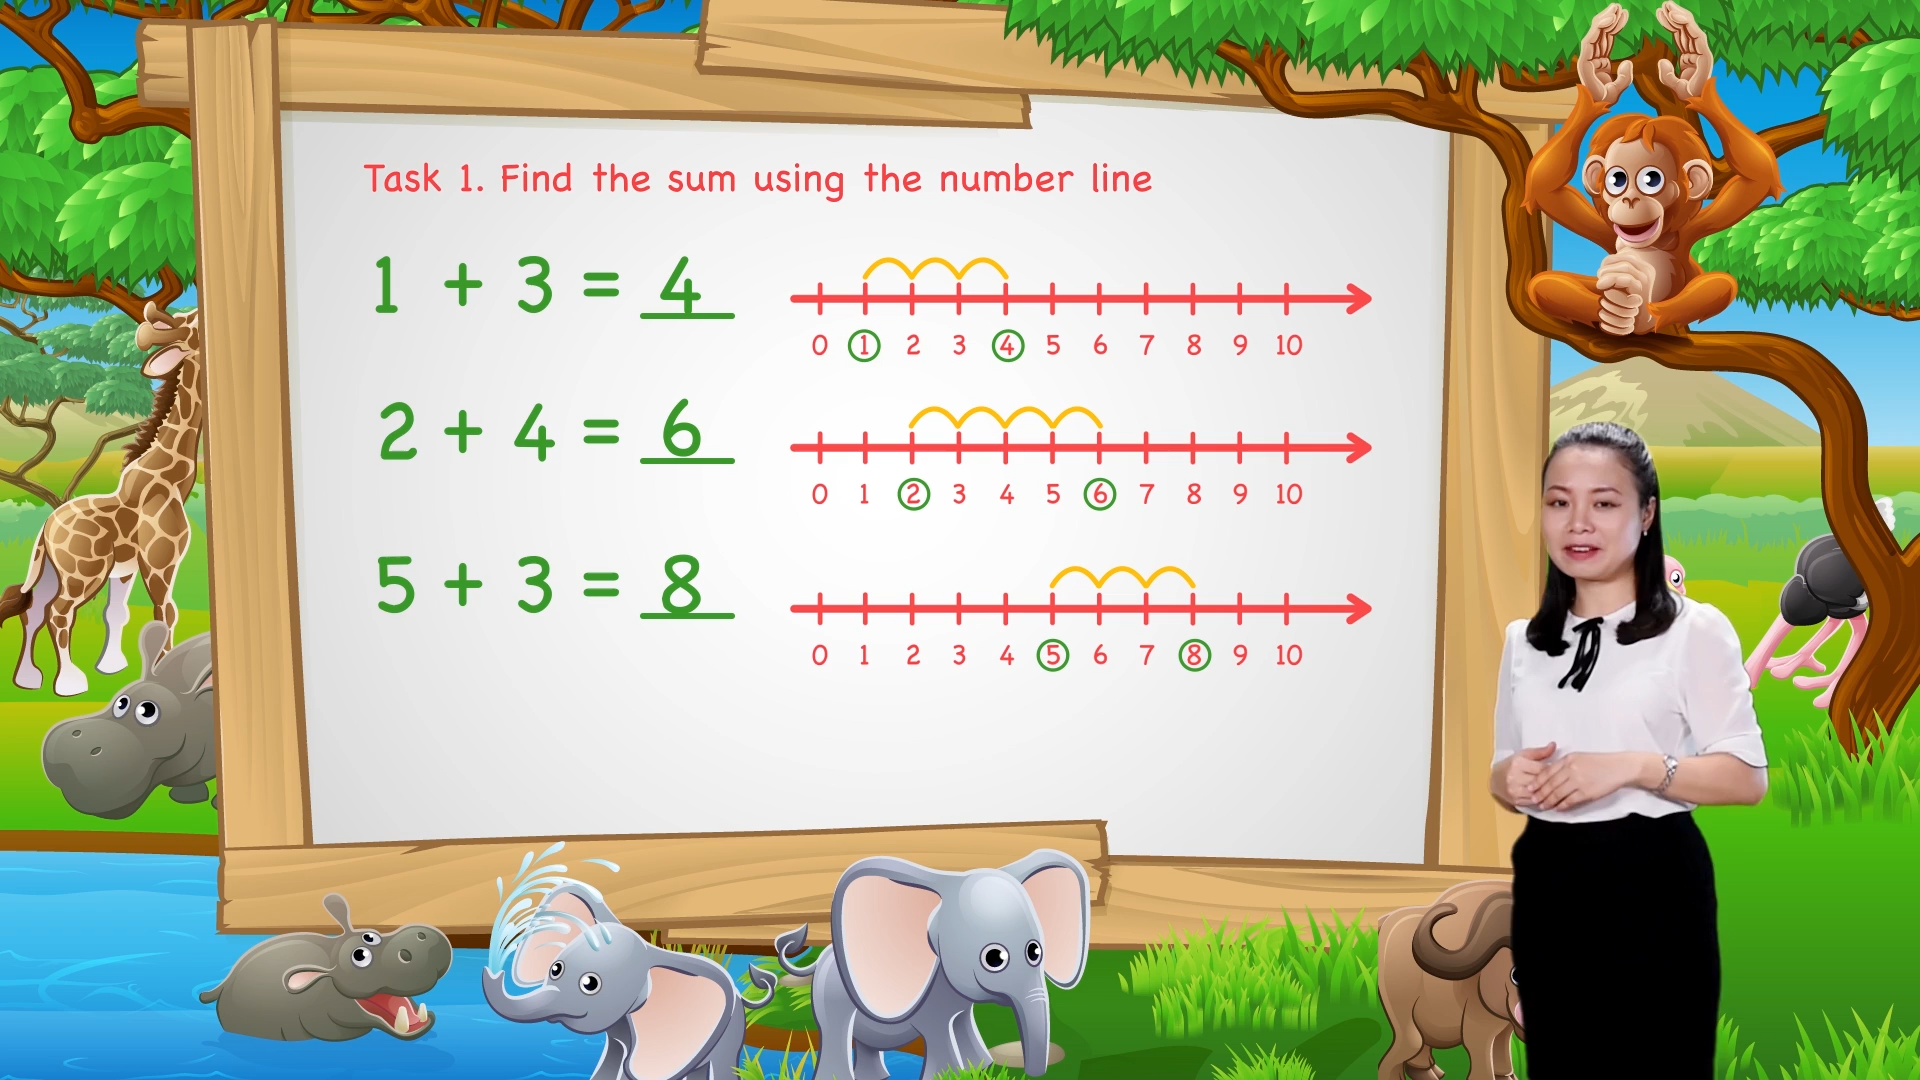 Task 1. Find the sum using the number line
1 + 3 = 4
0 1 2 3 4 5 6 7 8 9 10
2 + 4 = 6
0 1 2 3 4 5 6 7 8 9 10
5 + 3 = 8
0 1 2 3 4 5 6 7 8 9 10